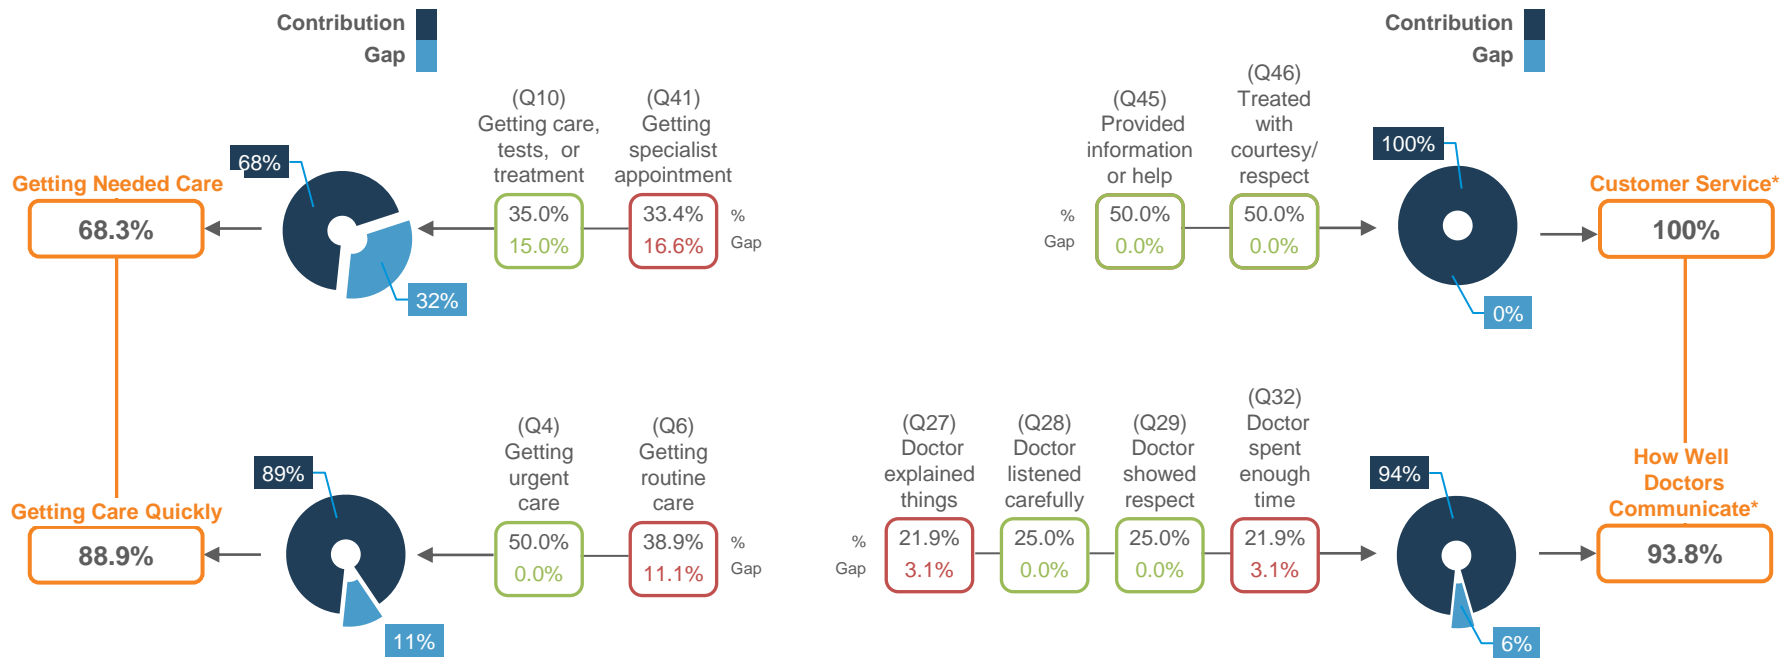 Contribution
Gap
(Q10)
Getting care,
tests, or
treatment
(Q41)
Getting
specialist
appointment
68%
Getting Needed Care
68.3%
35.0%
15.0%
33.4%
16.6%
%
Gap
32%
Contribution
Gap
(Q45)
Provided
information
or help
(Q46)
Treated
with
courtesy/
respect
100%
Customer Service*
100%
%
Gap
50.0%
0.0%
50.0%
0.0%
0%
(Q4)
Getting
urgent
care
(Q6)
Getting
routine
care
89%
Getting Care Quickly
88.9%
50.0%
0.0%
38.9%
11.1%
%
Gap
11%
(Q27)
Doctor
explained
things
(Q28)
Doctor
listened
carefully
(Q29)
Doctor
showed
respect
(Q32)
Doctor
spent
enough
time
94%
How Well
Doctors
Communicate*
93.8%
%
Gap
21.9%
3.1%
25.0%
0.0%
25.0%
0.0%
21.9%
3.1%
6%